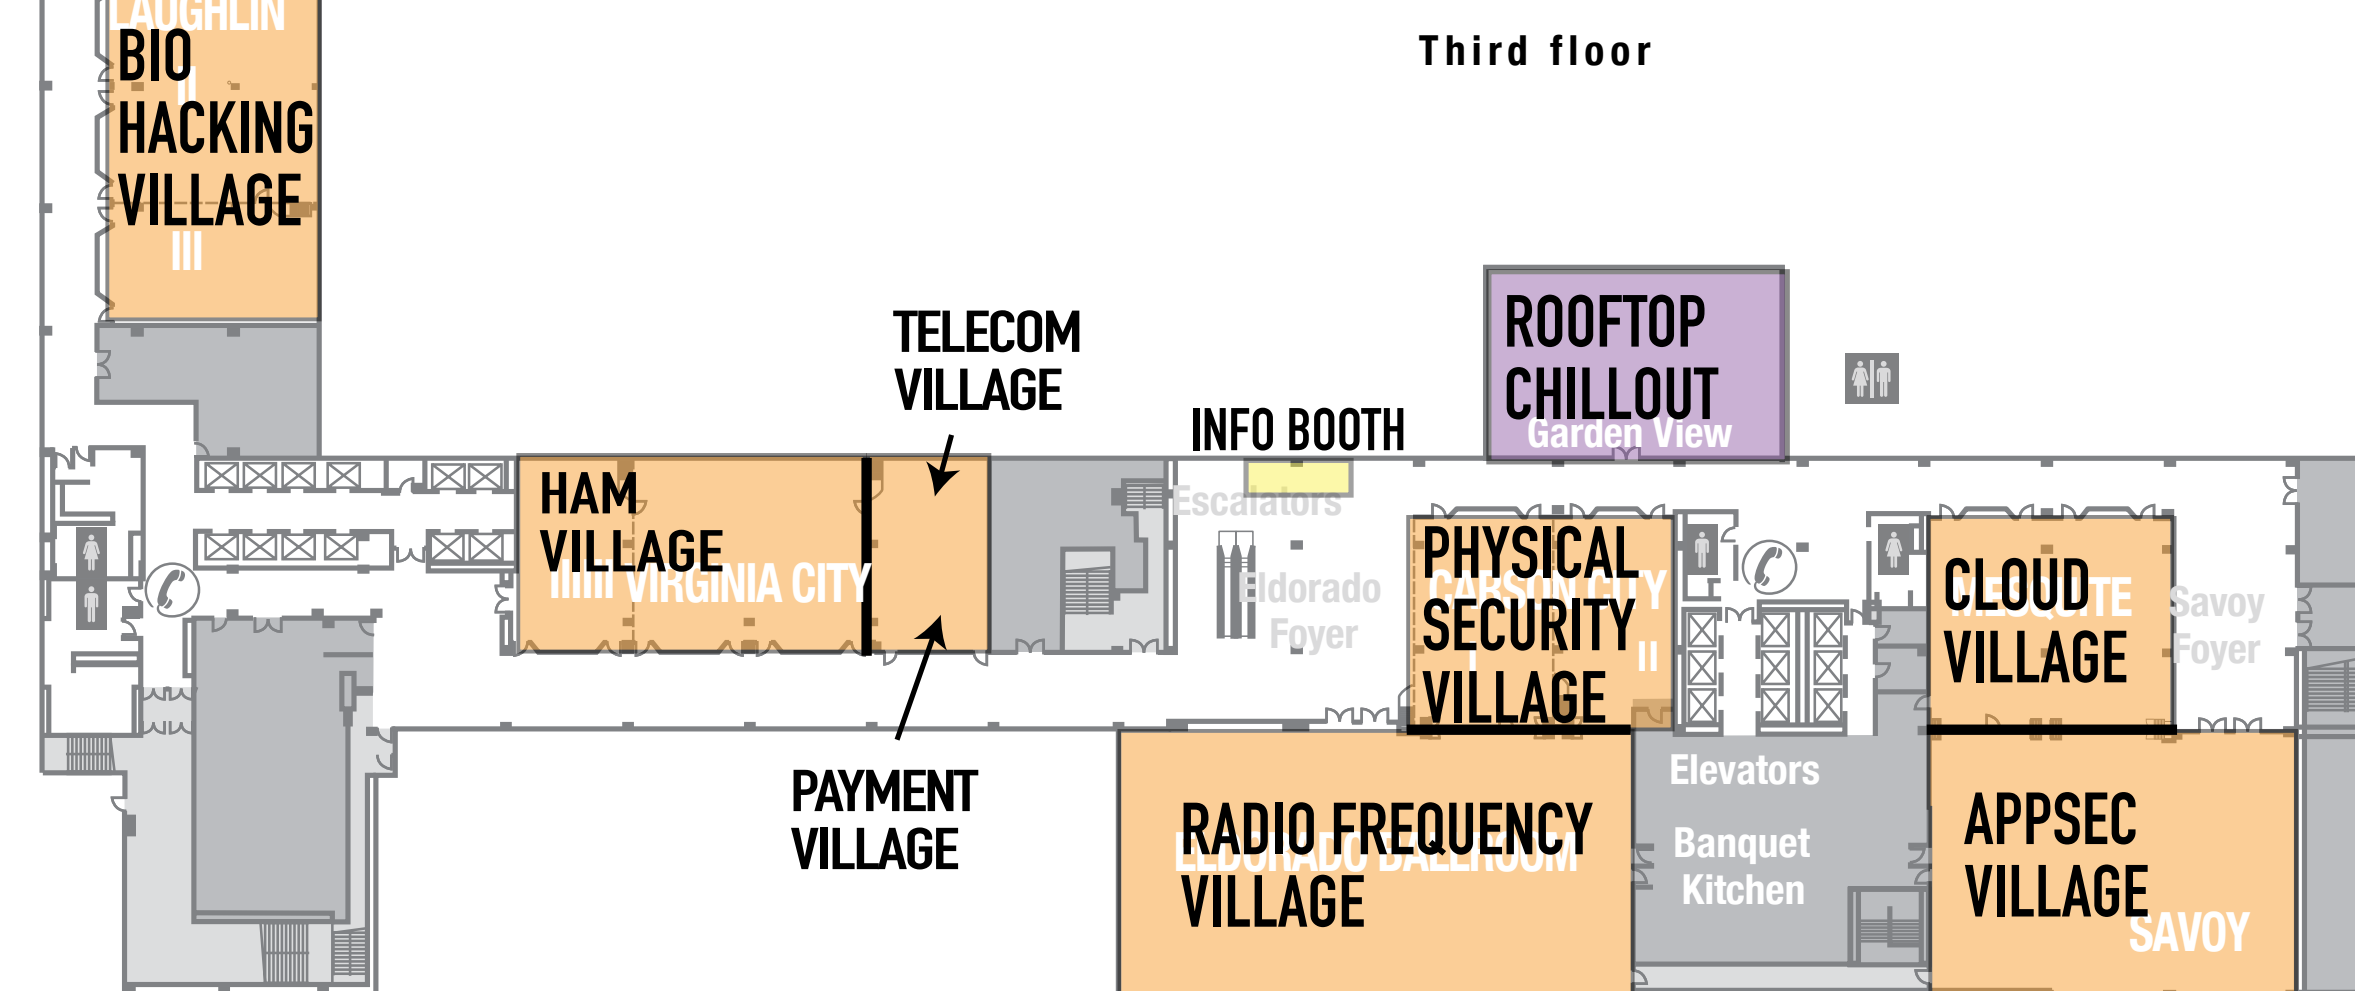 LAUGHLIN
II
III
BIO
HACKING
VILLAGE
Third floor
TELECOM
VILLAGE
INFO BOOTH
ROOFTOP
CHILLOUT
Garden View
HAM
VILLAGE
VIRGINIA CITY
Escalators
Eldorado
Foyer
PHYSICAL
SECURITY
VILLAGE
CARSON CITY
I
II
CLOUD
VILLAGE
MESQUITE
Savoy
Foyer
PAYMENT
VILLAGE
RADIO FREQUENCY
VILLAGE
ELDORADO BALLROOM
Elevators
Banquet
Kitchen
APPSEC
VILLAGE
SAVOY